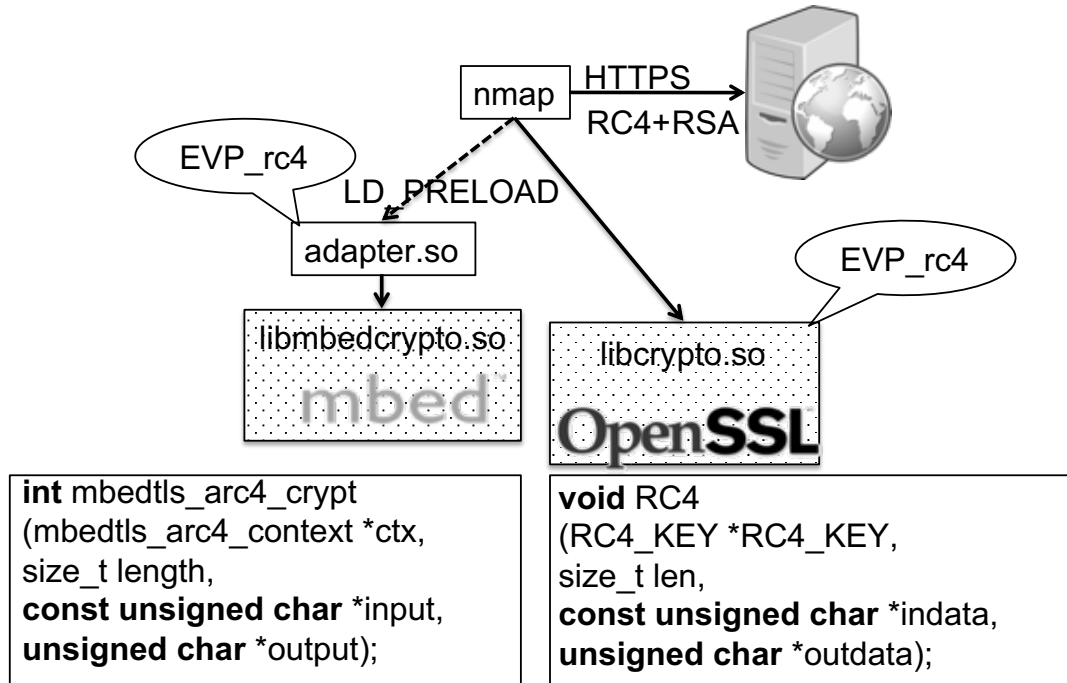 HTTPS
nmap
RC4+RSA
EVP_rc4
LD_PRELOAD
adapter.so
EVP_rc4
libmbedcrypto.so
mbed™
libcrypto.so
OpenSSL
int mbedtls_arc4_crypt
(mbedtls_arc4_context *ctx,
size_t length,
const unsigned char *input,
unsigned char *output);
void RC4
(RC4_KEY *RC4_KEY,
size_t len,
const unsigned char *indata,
unsigned char *outdata);